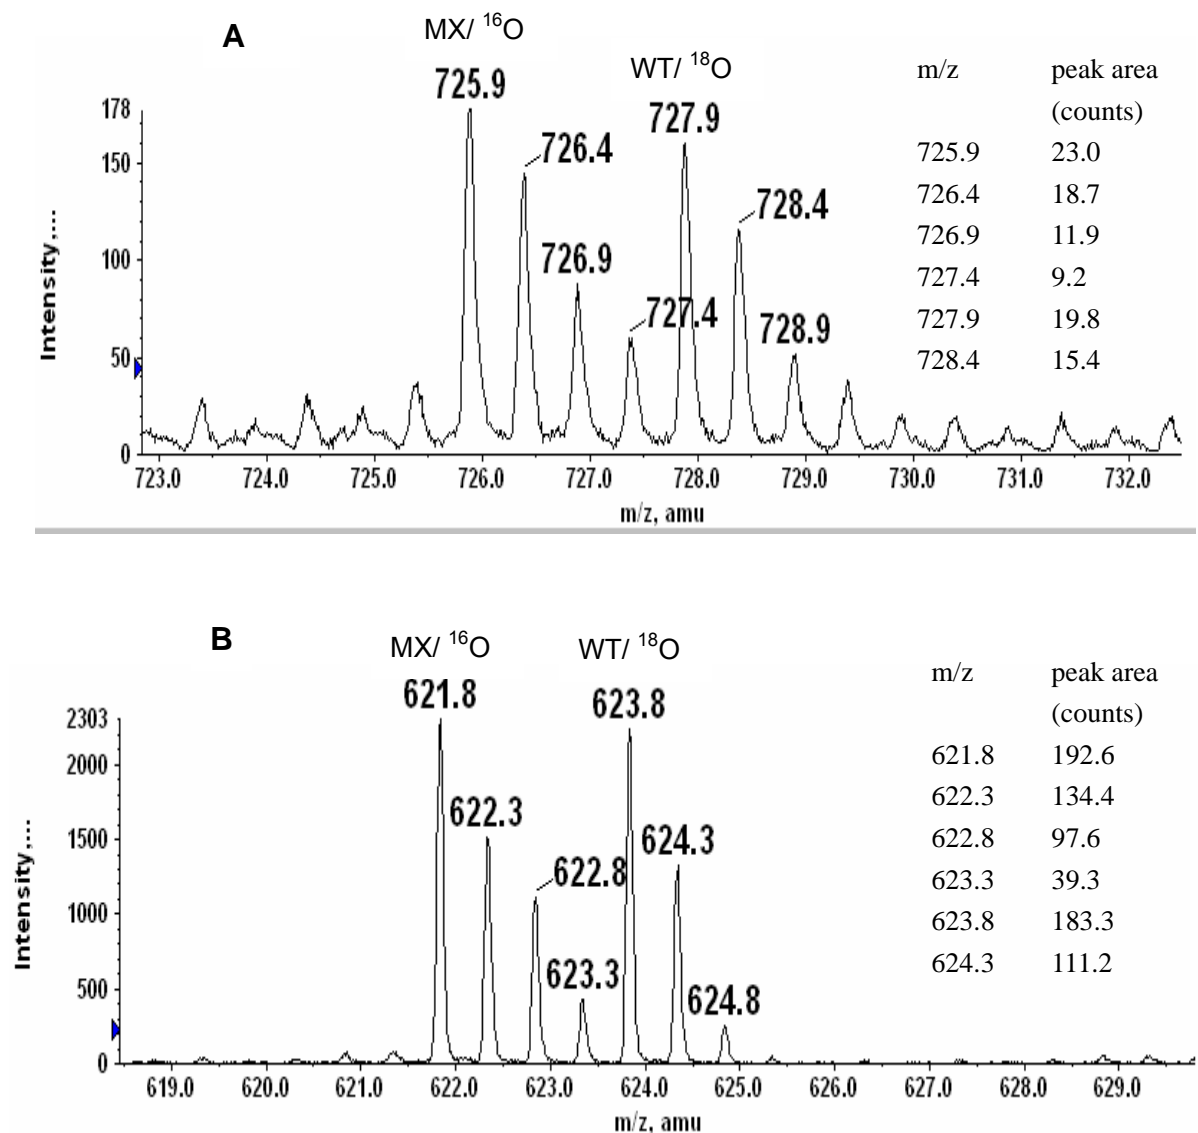 A
MX/ ¹⁶O
WT/ ¹⁸O
725.9
726.4
726.9
727.4
727.9
728.4
728.9
178
150
100
50
0
Intensity,...
723.0 724.0 725.0 726.0 727.0 728.0 729.0 730.0 731.0 732.0
m/z, amu
m/z peak area
(counts)
725.9 23.0
726.4 18.7
726.9 11.9
727.4 9.2
727.9 19.8
728.4 15.4
B
MX/ ¹⁶O
WT/ ¹⁸O
621.8
622.3
622.8
623.3
623.8
624.3
624.8
2303
2000
1500
1000
500
0
Intensity,...
619.0 620.0 621.0 622.0 623.0 624.0 625.0 626.0 627.0 628.0 629.0
m/z, amu
m/z peak area
(counts)
621.8 192.6
622.3 134.4
622.8 97.6
623.3 39.3
623.8 183.3
624.3 111.2